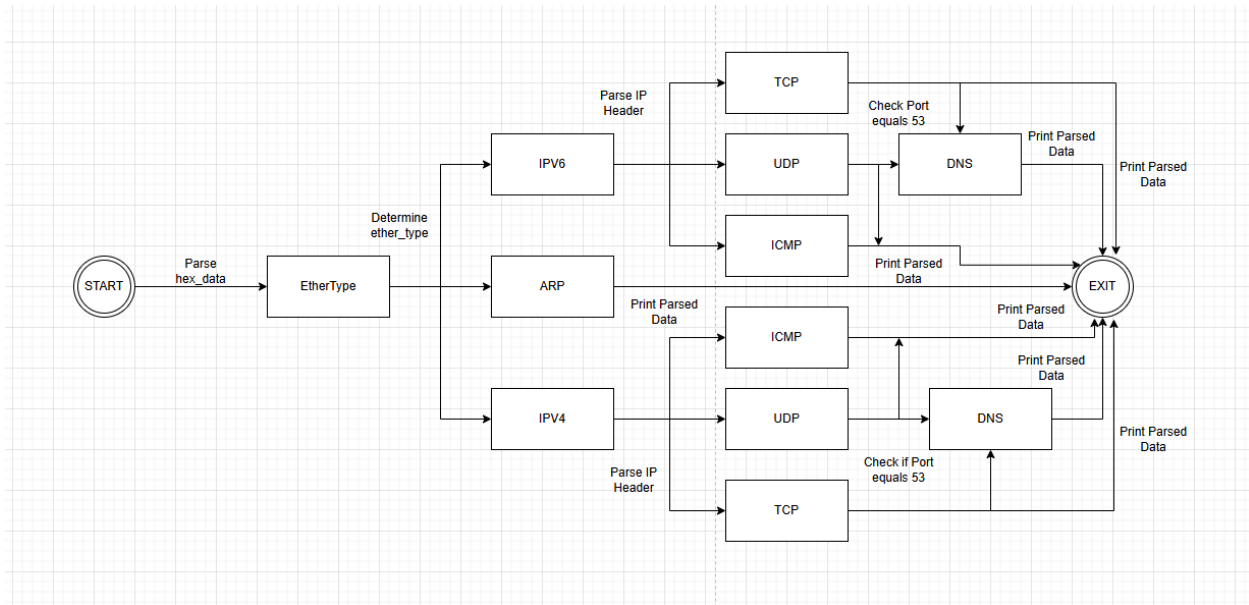 TCP
Parse IP
Header
Check Port
equals 53
IPV6
UDP
DNS
Print Parsed
Data
Print Parsed
Data
Determine
ether_type
ICMP
Parse
hex_data
Print Parsed
Data
START
EtherType
ARP
EXIT
Print Parsed
Data
Print Parsed
Data
ICMP
Print Parsed
Data
IPV4
UDP
DNS
Print Parsed
Data
Parse IP
Header
Check if Port
equals 53
TCP